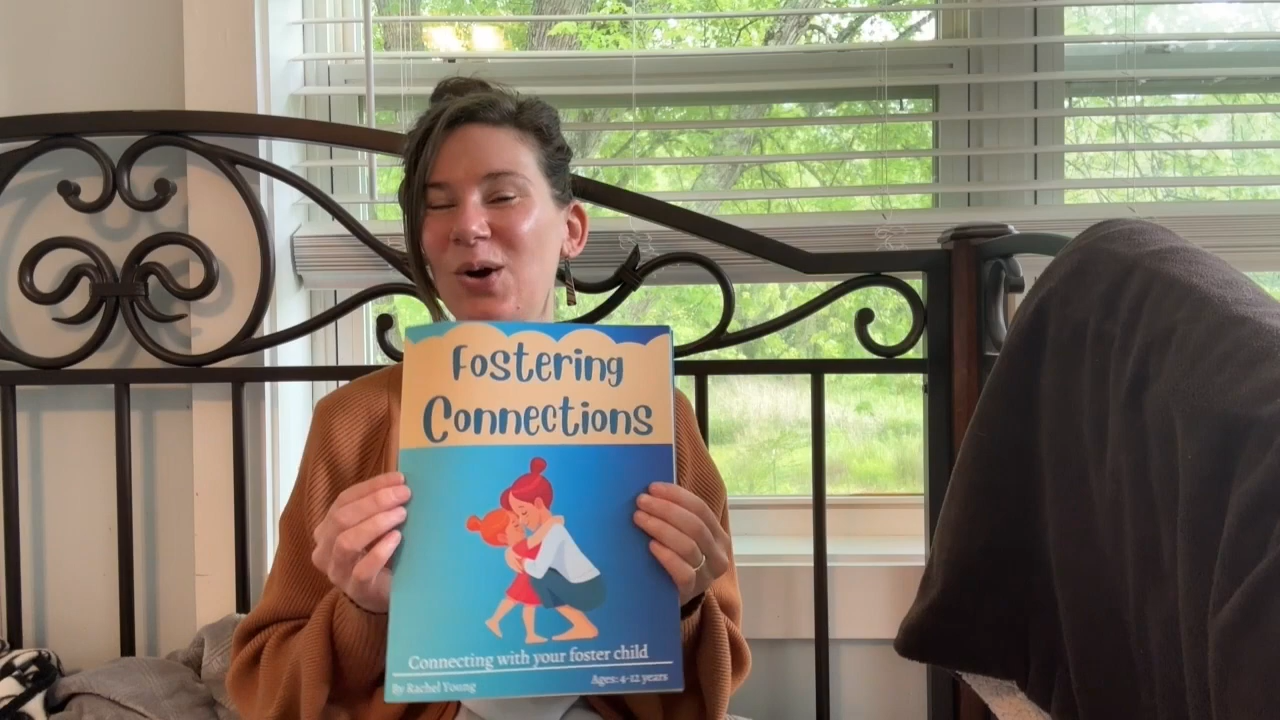 Fostering
Connections
Connecting with your foster child
By Rachel Young
Ages: 4-12 years